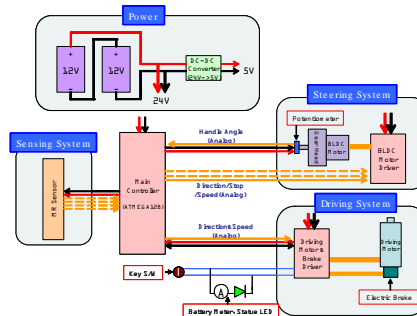 Power
12V
12V
DC-DC
Converter
(24V->5V)
5V
24V
Steering System
Potentiometer
Gear Head
BLDC
Motor
BLDC
Motor
Driver
Handle Angle
(Analog)
Sensing System
MR Sensor
Main
Controller
(ATMEGA128)
Direction/Stop
/Speed(Analog)
Driving System
Direction&Speed
(Analog)
Driving
Motor&
Brake
Driver
Driving
Motor
Key S/W
A
Electric Brake
Battery Meter, Statue LED